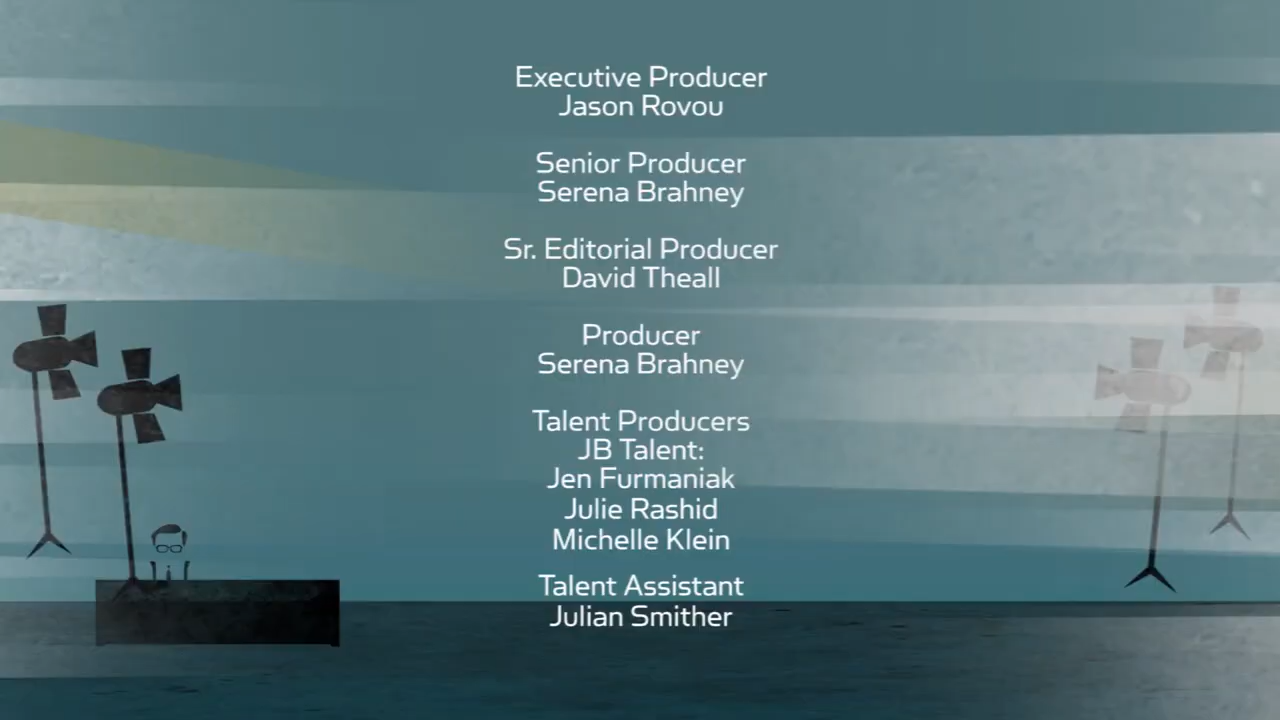 Executive Producer
Jason Rovou
Senior Producer
Serena Brahney
Sr. Editorial Producer
David Theall
Producer
Serena Brahney
Talent Producers
JB Talent:
Jen Furmaniak
Julie Rashid
Michelle Klein
Talent Assistant
Julian Smither